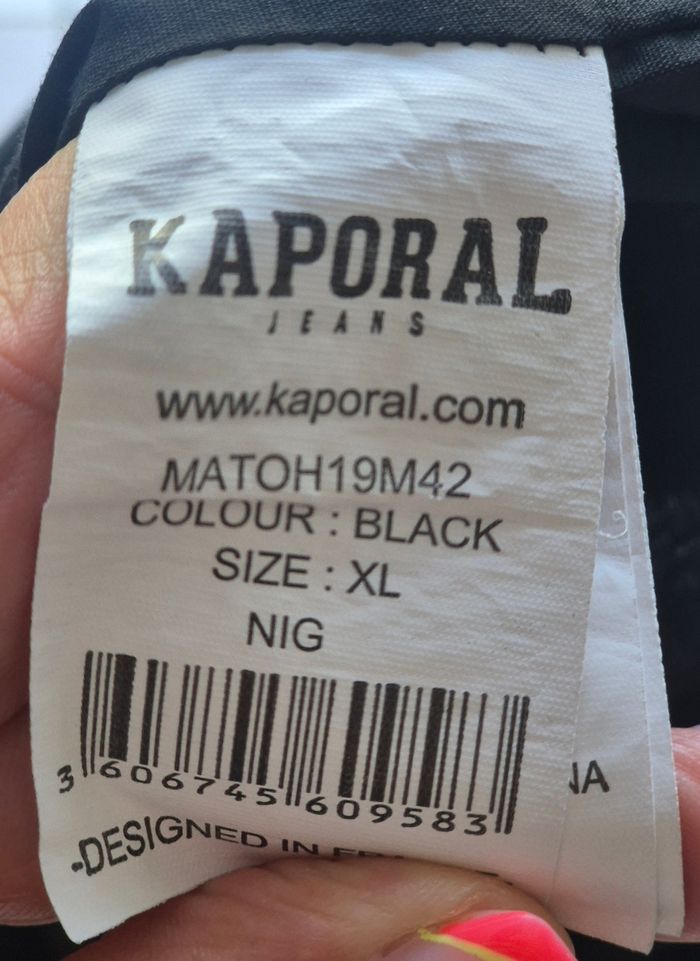 KAPORAL
JEANS
www.kaporal.com
MATOH19M42
COLOUR : BLACK
SIZE : XL
NIG
3 606745 609583
-DESIGNED IN